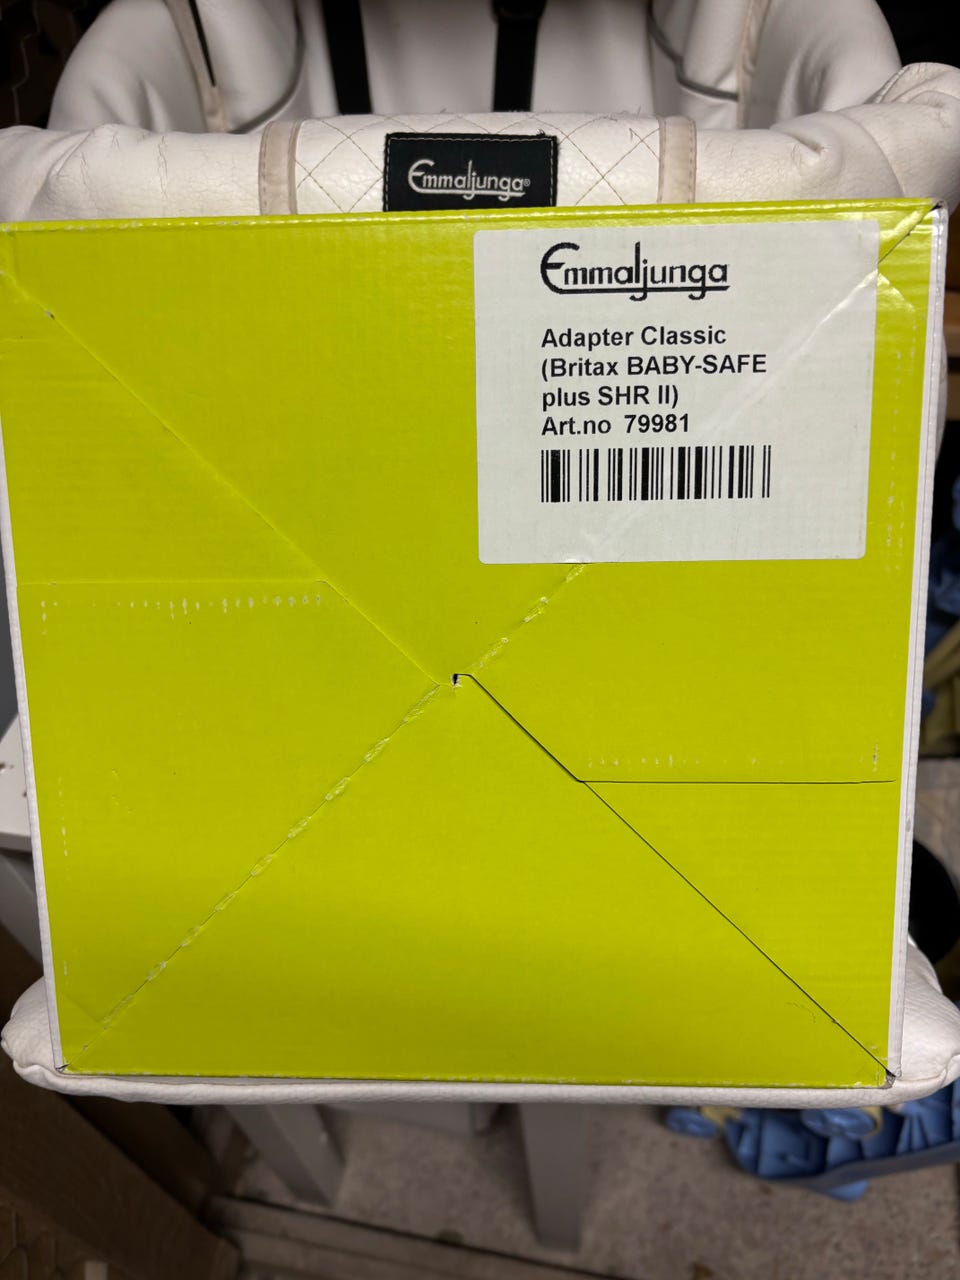 Emmaljunga®
Emmaljunga
Adapter Classic
(Britax BABY-SAFE
plus SHR II)
Art.no 79981